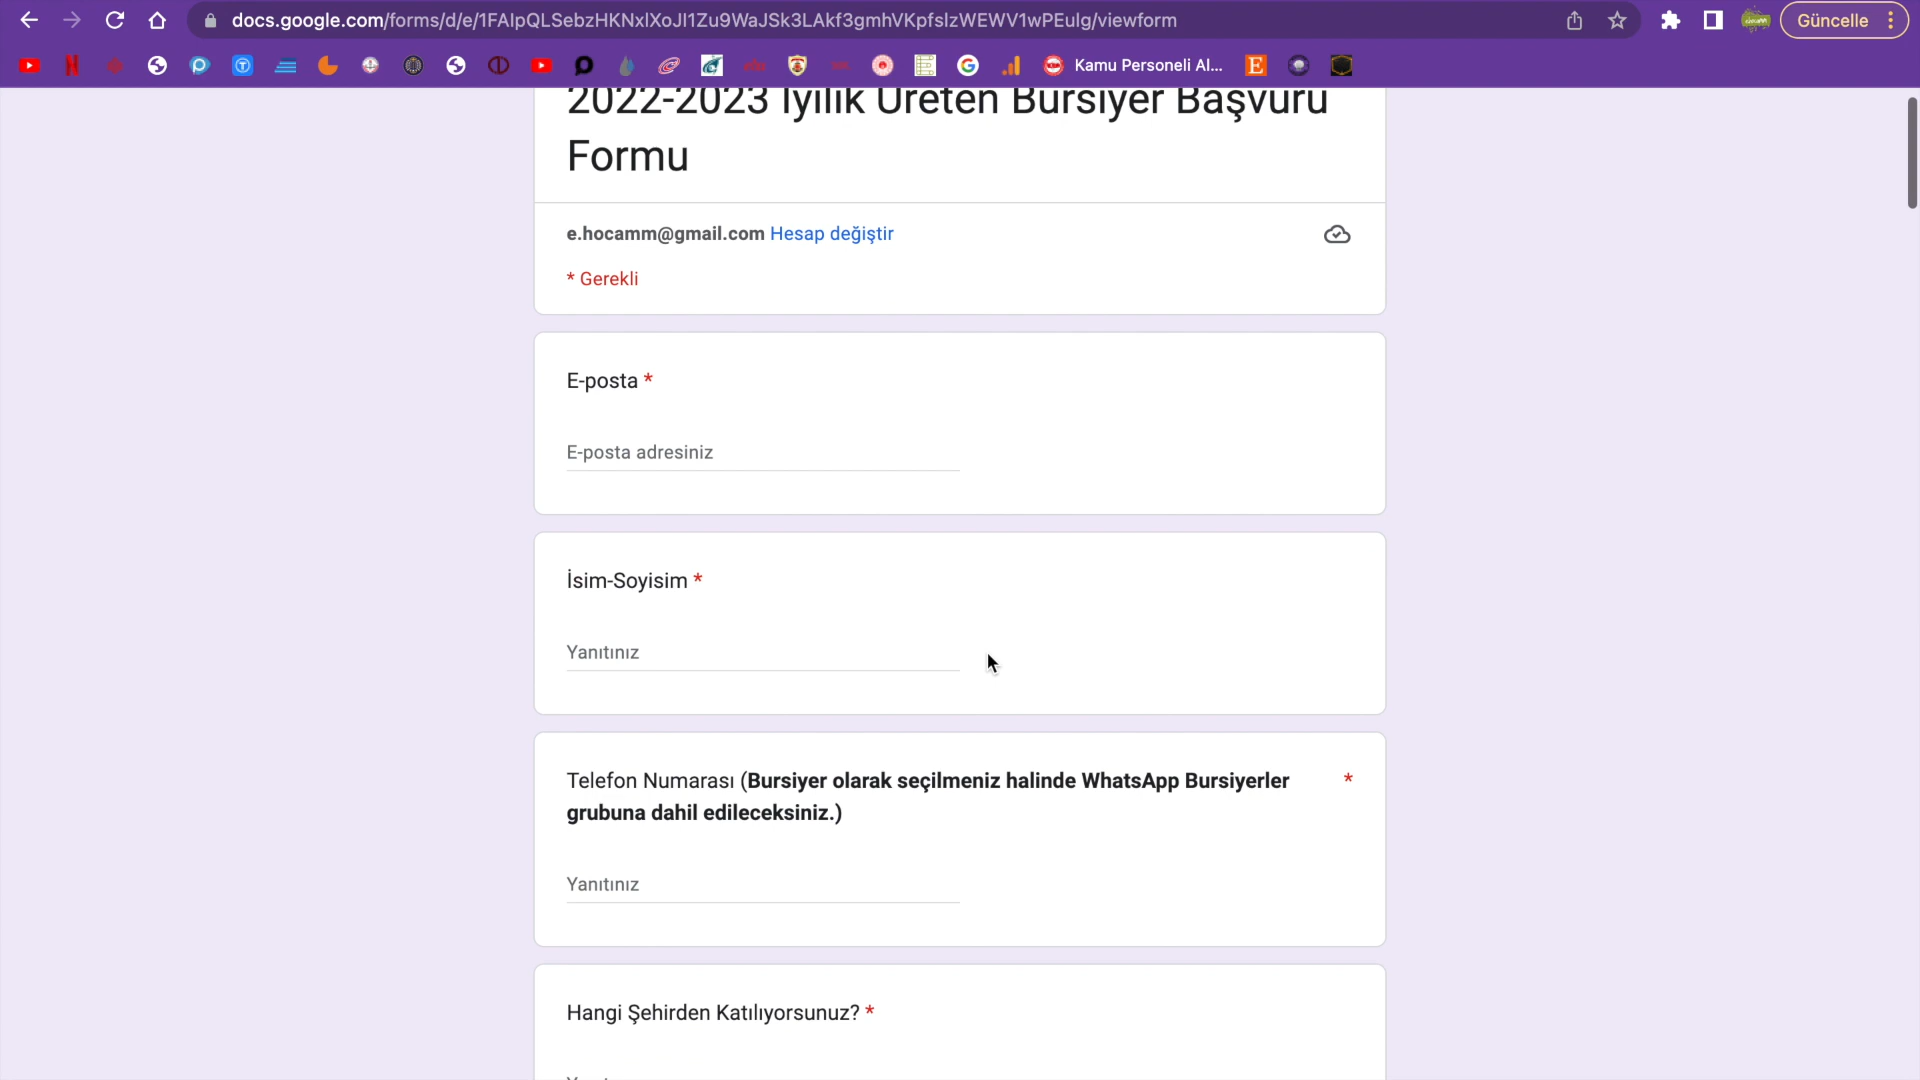 docs.google.com/forms/d/e/1FAIpQLSebzHKNxlXoJl1Zu9WaJSk3LAkf3gmhVKpfsIzWEWV1wPEuIg/viewform
Güncelle
Kamu Personeli Al...
2022-2023 İyilik Üreten Bursiyer Başvuru
Formu
e.hocamm@gmail.com Hesap değiştir
* Gerekli
E-posta *
E-posta adresiniz
İsim-Soyisim *
Yanıtınız
Telefon Numarası (Bursiyer olarak seçilmeniz halinde WhatsApp Bursiyerler *
grubuna dahil edileceksiniz.)
Yanıtınız
Hangi Şehirden Katılıyorsunuz? *